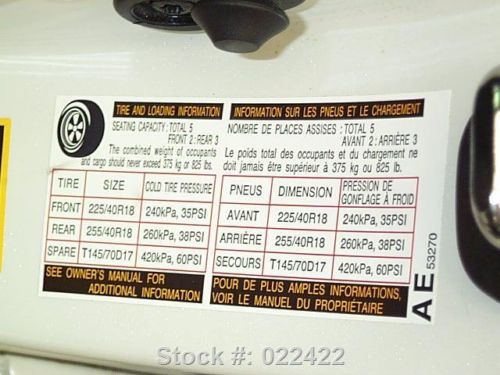 TIRE AND LOADING INFORMATION
SEATING CAPACITY : TOTAL 5
FRONT 2 : REAR 3
The combined weight of occupants
and cargo should never exceed 375 kg or 825 lb.
TIRE SIZE COLD TIRE PRESSURE
FRONT 225/40R18 240kPa, 35PSI
REAR 255/40R18 260kPa, 38PSI
SPARE T145/70D17 420kPa, 60PSI
SEE OWNER'S MANUAL FOR
ADDITIONAL INFORMATION
INFORMATION SUR LES PNEUS ET LE CHARGEMENT
NOMBRE DE PLACES ASSISES : TOTAL 5
AVANT 2 : ARRIÈRE 3
Le poids total des occupants et du chargement ne
doit jamais être supérieur à 375 kg ou 825 lb.
PNEUS DIMENSION PRESSION DE
GONFLAGE À FROID
AVANT 225/40R18 240kPa, 35PSI
ARRIÈRE 255/40R18 260kPa, 38PSI
SECOURS T145/70D17 420kPa, 60PSI
POUR DE PLUS AMPLES INFORMATIONS,
VOIR LE MANUEL DU PROPRIÉTAIRE
AE 53270
Stock #: 022422